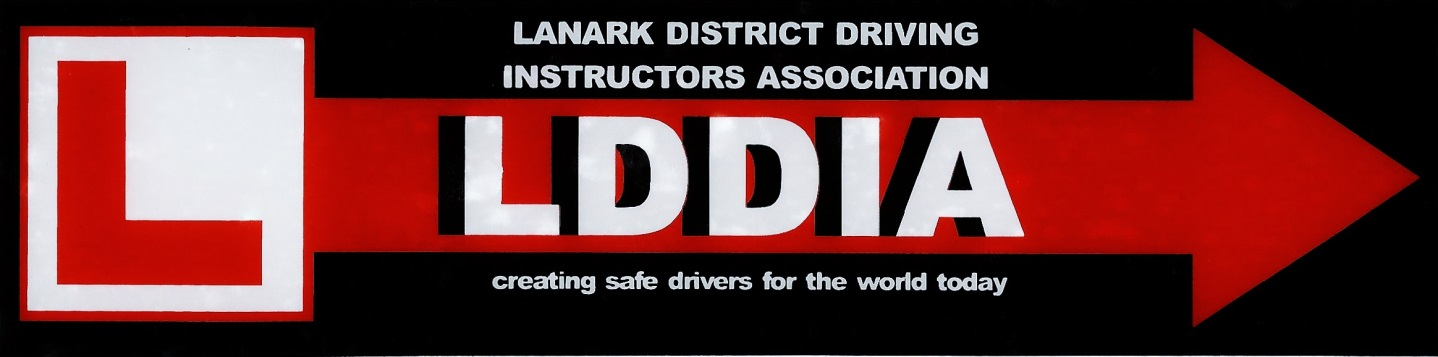 L
LANARK DISTRICT DRIVING
INSTRUCTORS ASSOCIATION
LDDIA
creating safe drivers for the world today